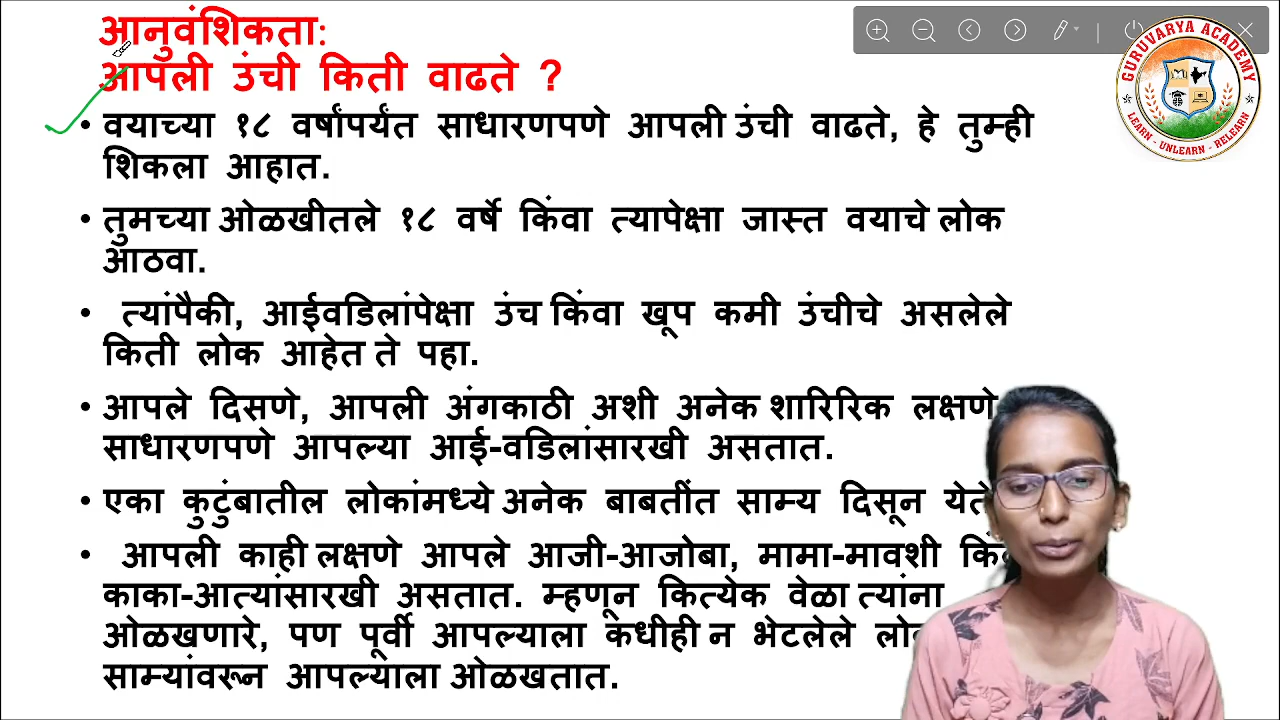 आनुवंशिकता:
आपली उंची किती वाढते ?
• वयाच्या १८ वर्षांपर्यंत साधारणपणे आपली उंची वाढते, हे तुम्ही
शिकला आहात.
• तुमच्या ओळखीतले १८ वर्षे किंवा त्यापेक्षा जास्त वयाचे लोक
आठवा.
• त्यांपैकी, आईवडिलांपेक्षा उंच किंवा खूप कमी उंचीचे असलेले
किती लोक आहेत ते पहा.
• आपले दिसणे, आपली अंगकाठी अशी अनेक शारिरिक लक्षणे
साधारणपणे आपल्या आई-वडिलांसारखी असतात.
• एका कुटुंबातील लोकांमध्ये अनेक बाबतींत साम्य दिसून येते
• आपली काही लक्षणे आपले आजी-आजोबा, मामा-मावशी
काका-आत्यांसारखी असतात. म्हणून कित्येक वेळा त्यांना
ओळखणारे, पण पूर्वी आपल्याला कधीही न भेटलेले
साम्यांवरून आपल्याला ओळखतात.
GURUVARYA ACADEMY
LEARN - UNLEARN - RELEARN